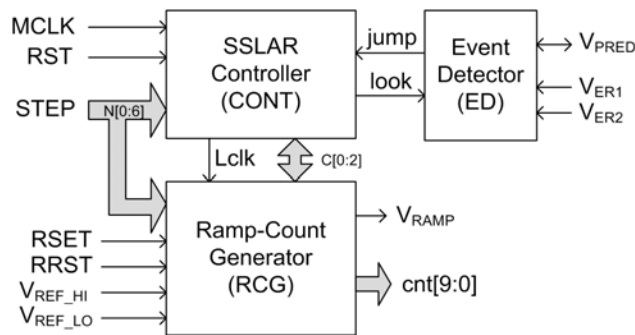 MCLK
RST
STEP
N[0:6]
SSLAR
Controller
(CONT)
jump
look
Event
Detector
(ED)
V_PRED
V_ER1
V_ER2
Lclk
C[0:2]
RSET
RRST
V_REF_HI
V_REF_LO
Ramp-Count
Generator
(RCG)
V_RAMP
cnt[9:0]